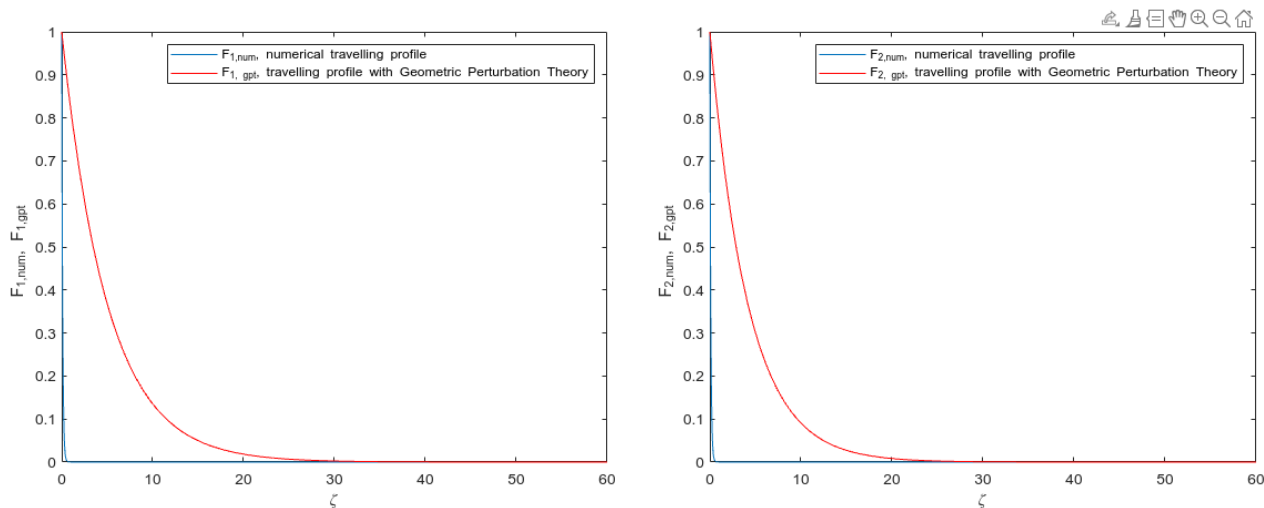 F1,num, numerical travelling profile
F1, gpt, travelling profile with Geometric Perturbation Theory
1
0.9
0.8
0.7
0.6
0.5
0.4
0.3
0.2
0.1
0
F1,num, F1,gpt
0 10 20 30 40 50 60
ζ
F2,num, numerical travelling profile
F2, gpt, travelling profile with Geometric Perturbation Theory
1
0.9
0.8
0.7
0.6
0.5
0.4
0.3
0.2
0.1
0
F2,num, F2,gpt
0 10 20 30 40 50 60
ζ